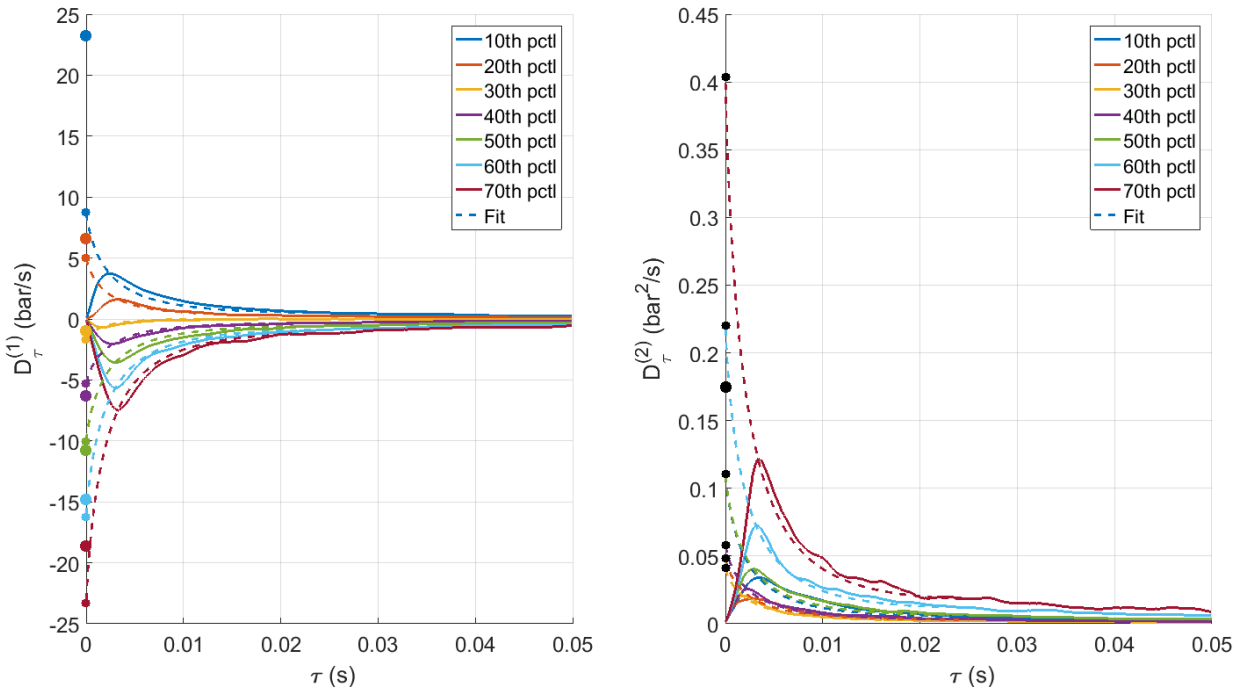 25
20
15
10
5
0
-5
-10
-15
-20
-25
0
0.01
0.02
0.03
0.04
0.05
D_τ^(1) (bar/s)
τ (s)
10th pctl
20th pctl
30th pctl
40th pctl
50th pctl
60th pctl
70th pctl
Fit
0.45
0.4
0.35
0.3
0.25
0.2
0.15
0.1
0.05
0
0
0.01
0.02
0.03
0.04
0.05
D_τ^(2) (bar²/s)
τ (s)
10th pctl
20th pctl
30th pctl
40th pctl
50th pctl
60th pctl
70th pctl
Fit